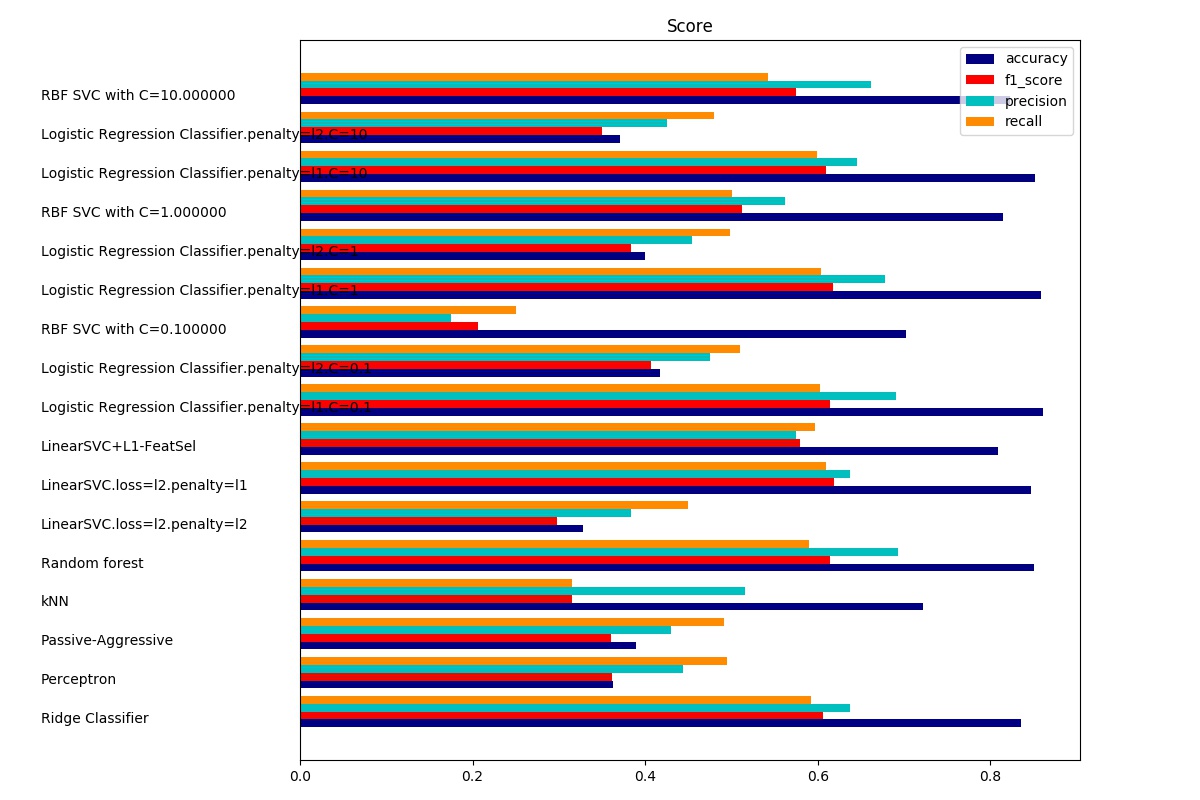 Score
accuracy
f1_score
precision
recall
RBF SVC with C=10.000000
Logistic Regression Classifier.penalty=l2.C=10
Logistic Regression Classifier.penalty=l1.C=10
RBF SVC with C=1.000000
Logistic Regression Classifier.penalty=l2.C=1
Logistic Regression Classifier.penalty=l1.C=1
RBF SVC with C=0.100000
Logistic Regression Classifier.penalty=l2.C=0.1
Logistic Regression Classifier.penalty=l1.C=0.1
LinearSVC+L1-FeatSel
LinearSVC.loss=l2.penalty=l1
LinearSVC.loss=l2.penalty=l2
Random forest
kNN
Passive-Aggressive
Perceptron
Ridge Classifier
0.0 0.2 0.4 0.6 0.8